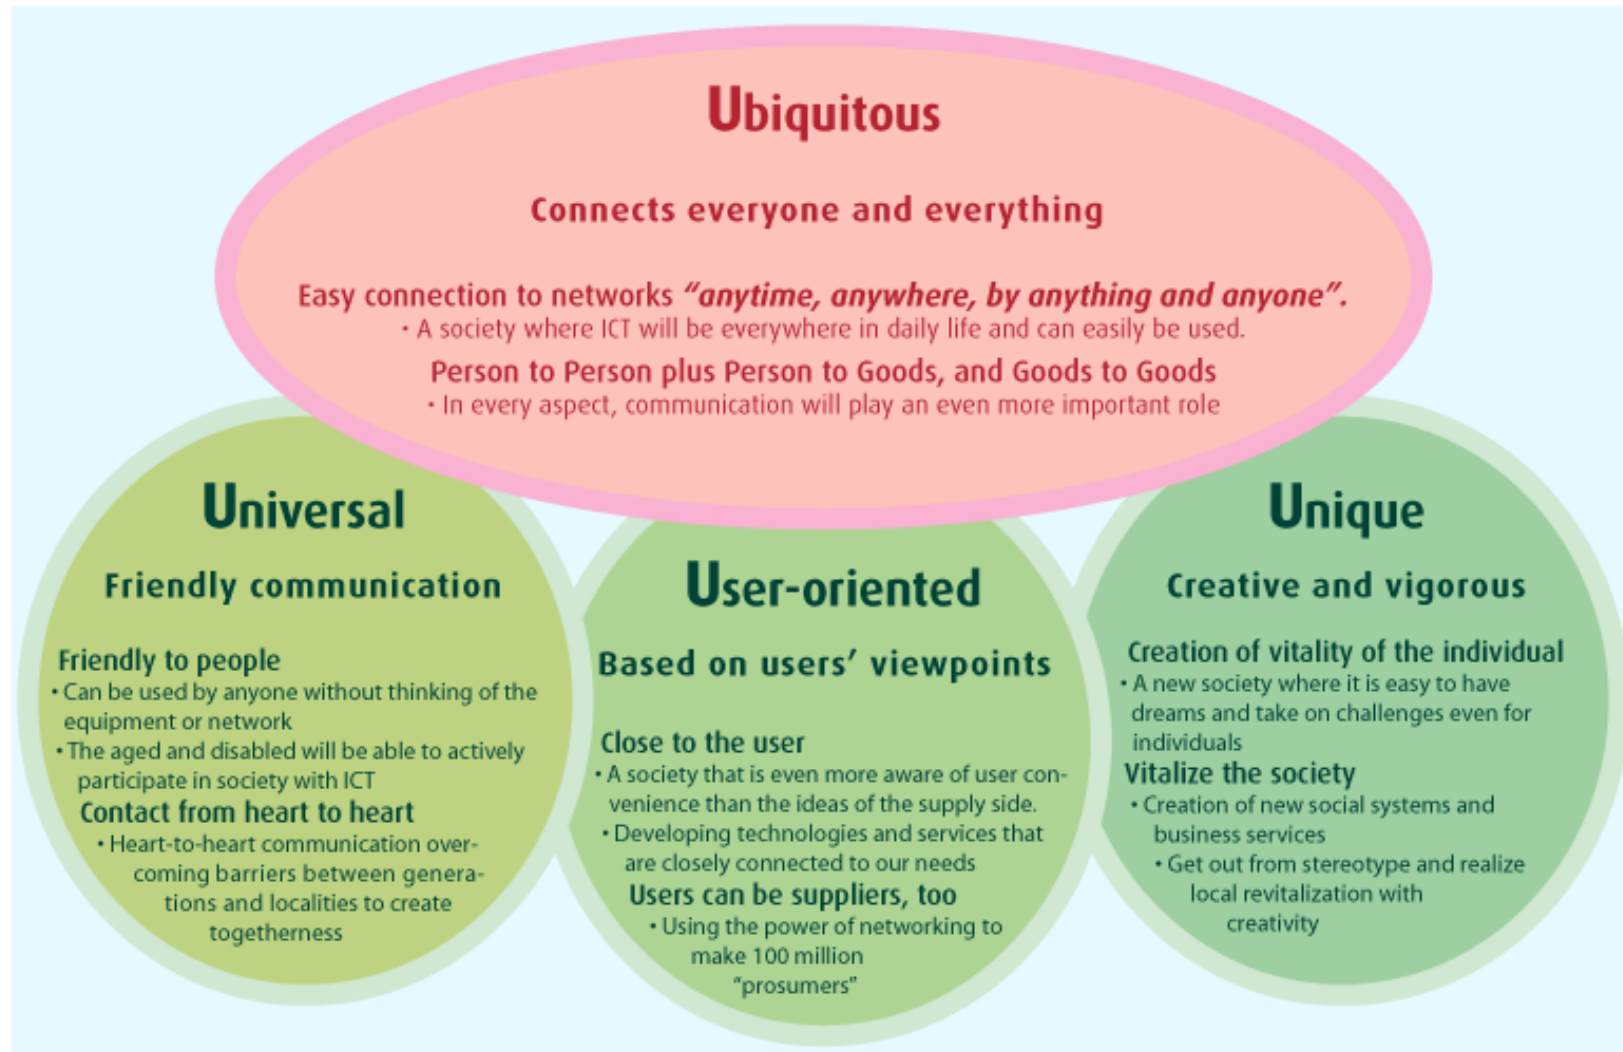 Ubiquitous
Connects everyone and everything
Easy connection to networks “anytime, anywhere, by anything and anyone”.
· A society where ICT will be everywhere in daily life and can easily be used.
Person to Person plus Person to Goods, and Goods to Goods
· In every aspect, communication will play an even more important role
Universal
Friendly communication
Friendly to people
• Can be used by anyone without thinking of the
equipment or network
• The aged and disabled will be able to actively
participate in society with ICT
Contact from heart to heart
• Heart-to-heart communication over-
coming barriers between genera-
tions and localities to create
togetherness
User-oriented
Based on users’ viewpoints
Close to the user
• A society that is even more aware of user con-
venience than the ideas of the supply side.
• Developing technologies and services that
are closely connected to our needs
Users can be suppliers, too
• Using the power of networking to
make 100 million
“prosumers”
Unique
Creative and vigorous
Creation of vitality of the individual
• A new society where it is easy to have
dreams and take on challenges even for
individuals
Vitalize the society
• Creation of new social systems and
business services
• Get out from stereotype and realize
local revitalization with
creativity